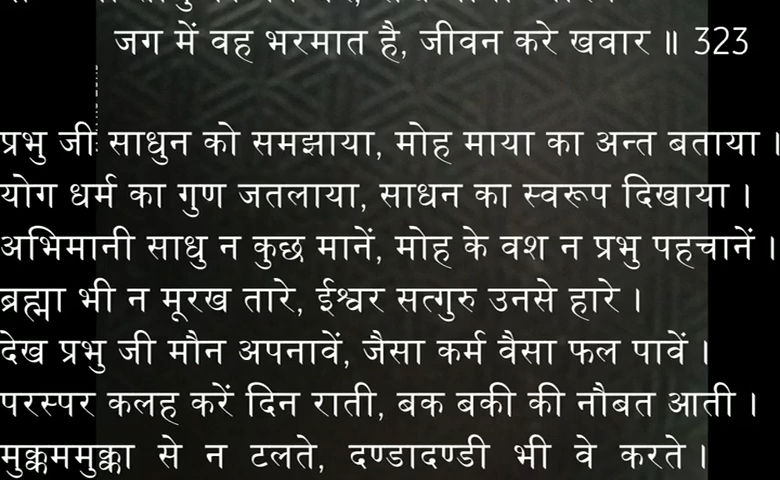 जग में वह भरमात है, जीवन करे खवार ॥ 323
प्रभु जी साधुन को समझाया, मोह माया का अन्त बताया ।
योग धर्म का गुण जतलाया, साधन का स्वरूप दिखाया ।
अभिमानी साधु न कुछ मानें, मोह के वश न प्रभु पहचानें ।
ब्रह्मा भी न मूरख तारे, ईश्वर सत्गुरु उनसे हारे ।
देख प्रभु जी मौन अपनावें, जैसा कर्म वैसा फल पावें ।
परस्पर कलह करें दिन राती, बक बकी की नौबत आती ।
मुक्कममुक्का से न टलते, दण्डादण्डी भी वे करते ।